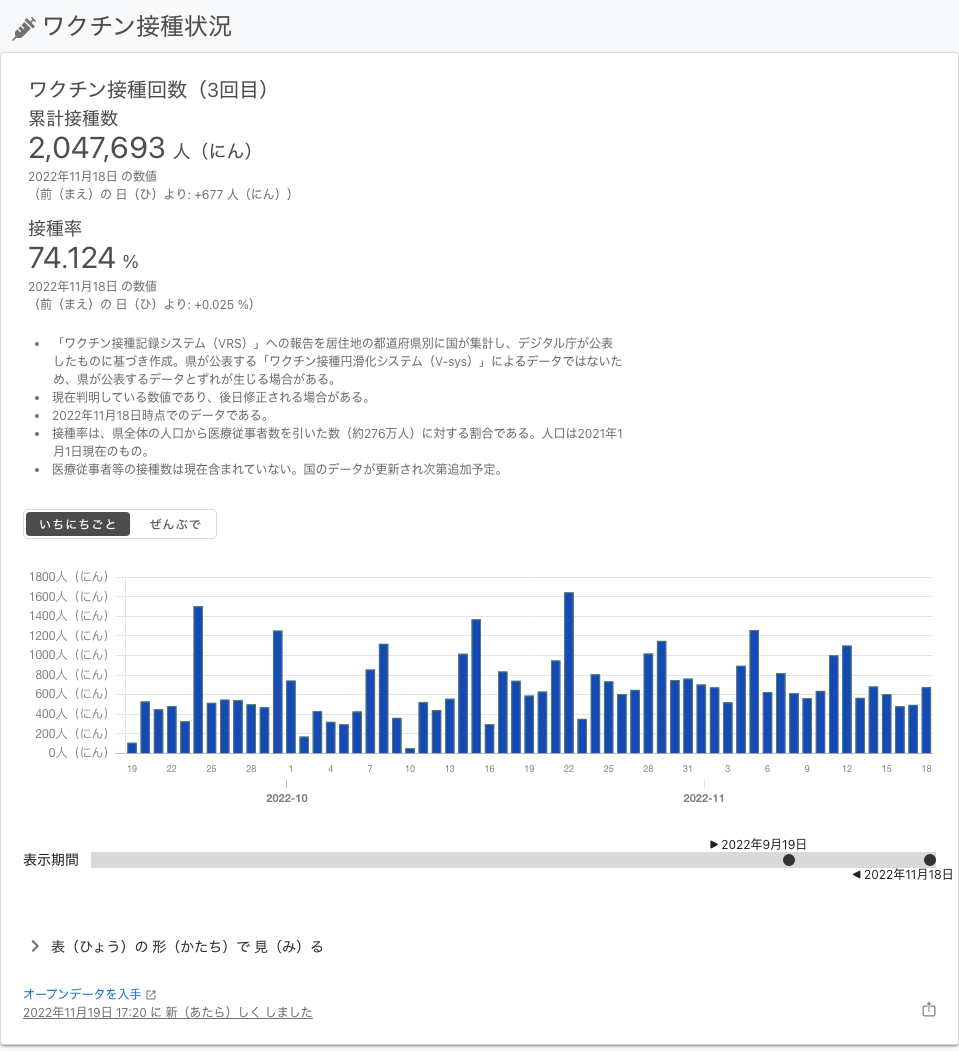 ワクチン接種状況
ワクチン接種回数（3回目）
累計接種数
2,047,693 人（にん）
2022年11月18日 の数値
（前（まえ）の 日（ひ）より: +677 人（にん））
接種率
74.124 %
2022年11月18日 の数値
（前（まえ）の 日（ひ）より: +0.025 %）
• 「ワクチン接種記録システム（VRS）」への報告を居住地の都道府県別に国が集計し、デジタル庁が公表
したものに基づき作成。県が公表する「ワクチン接種円滑化システム（V-sys）」によるデータではないた
め、県が公表するデータとずれが生じる場合がある。
• 現在判明している数値であり、後日修正される場合がある。
• 2022年11月18日時点でのデータである。
• 接種率は、県全体の人口から医療従事者数を引いた数（約276万人）に対する割合である。人口は2021年1
月1日現在のもの。
• 医療従事者等の接種数は現在含まれていない。国のデータが更新され次第追加予定。
いちにちごと ぜんぶで
1800人（にん）
1600人（にん）
1400人（にん）
1200人（にん）
1000人（にん）
800人（にん）
600人（にん）
400人（にん）
200人（にん）
0人（にん）
19 22 25 28 1 4 7 10 13 16 19 22 25 28 31 3 6 9 12 15 18
2022-10 2022-11
▶ 2022年9月19日
表示期間
◀ 2022年11月18日
表（ひょう）の 形（かたち）で 見（み）る
オープンデータを入手
2022年11月19日 17:20 に 新（あたら）しく しました